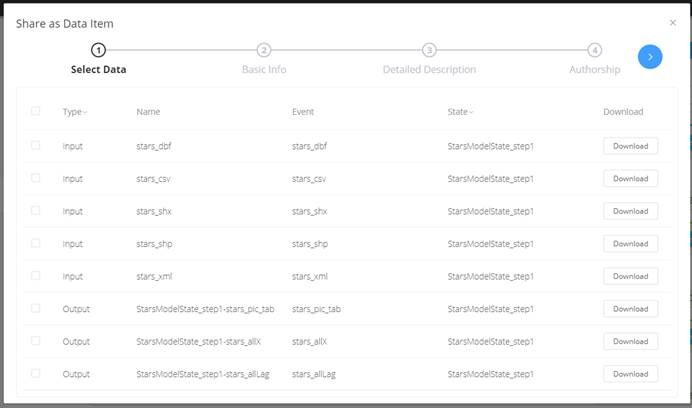 Share as Data Item ×
1 2 3 4
Select Data Basic Info Detailed Description Authorship
Type Name Event State Download
Input stars_dbf stars_dbf StarsModelState_step1 Download
Input stars_csv stars_csv StarsModelState_step1 Download
Input stars_shx stars_shx StarsModelState_step1 Download
Input stars_shp stars_shp StarsModelState_step1 Download
Input stars_xml stars_xml StarsModelState_step1 Download
Output StarsModelState_step1-stars_pic_tab stars_pic_tab StarsModelState_step1 Download
Output StarsModelState_step1-stars_allX stars_allX StarsModelState_step1 Download
Output StarsModelState_step1-stars_allLag stars_allLag StarsModelState_step1 Download